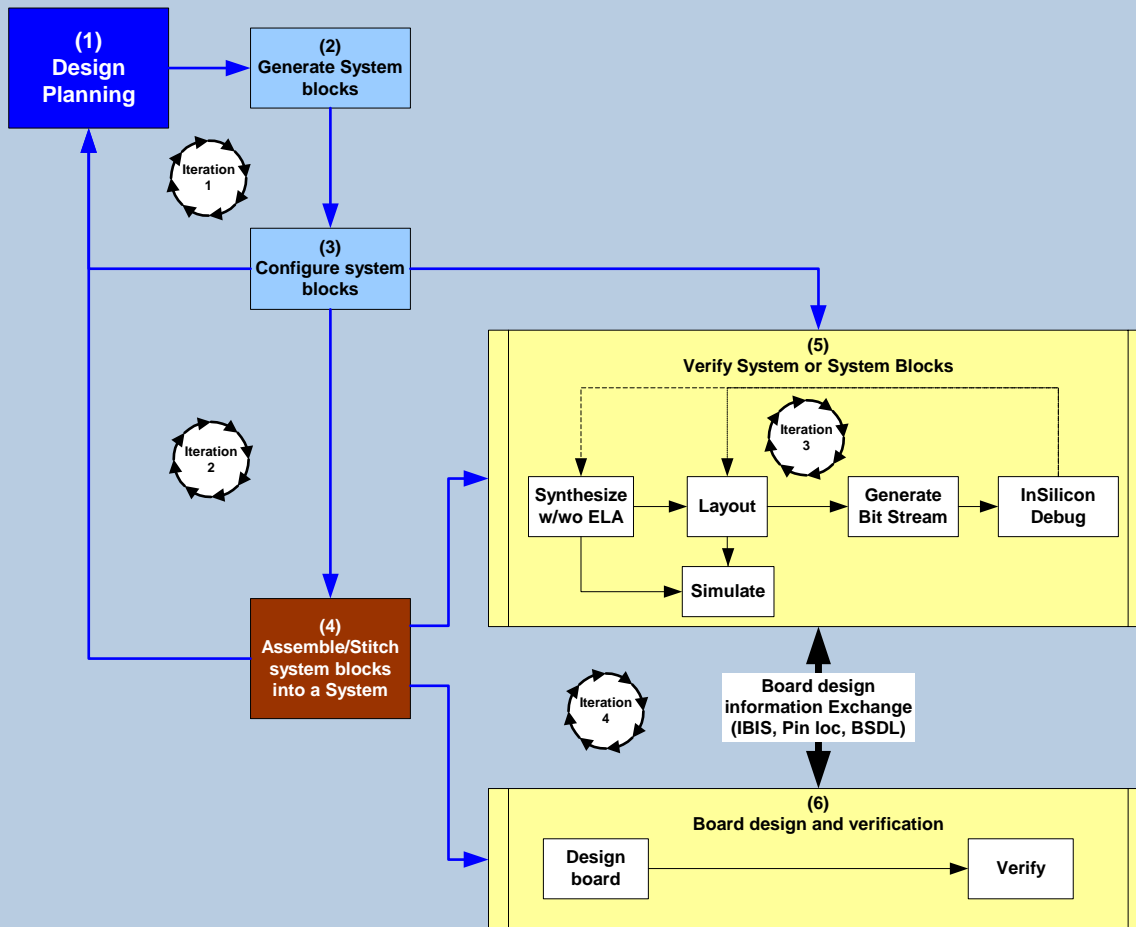 (1)
Design
Planning
(2)
Generate System
blocks
Iteration
1
(3)
Configure system
blocks
(5)
Verify System or System Blocks
Iteration
3
Iteration
2
Synthesize
w/wo ELA
Layout
Generate
Bit Stream
InSilicon
Debug
Simulate
(4)
Assemble/Stitch
system blocks
into a System
Iteration
4
Board design
information Exchange
(IBIS, Pin loc, BSDL)
(6)
Board design and verification
Design
board
Verify